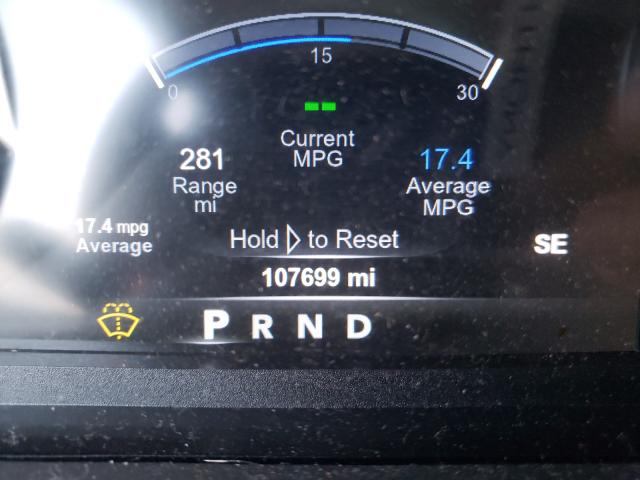 15
0
30
--
Current
MPG
281
Range
mi
17.4
Average
MPG
17.4 mpg
Average
Hold ▷ to Reset
SE
107699 mi
P R N D